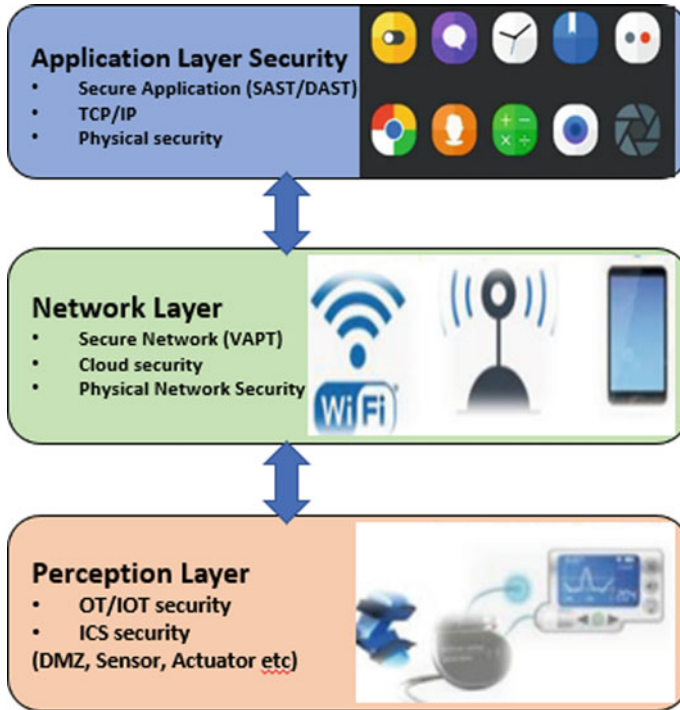 Application Layer Security
• Secure Application (SAST/DAST)
• TCP/IP
• Physical security
Network Layer
• Secure Network (VAPT)
• Cloud security
• Physical Network Security
WiFi
Perception Layer
• OT/IOT security
• ICS security
(DMZ, Sensor, Actuator etc)